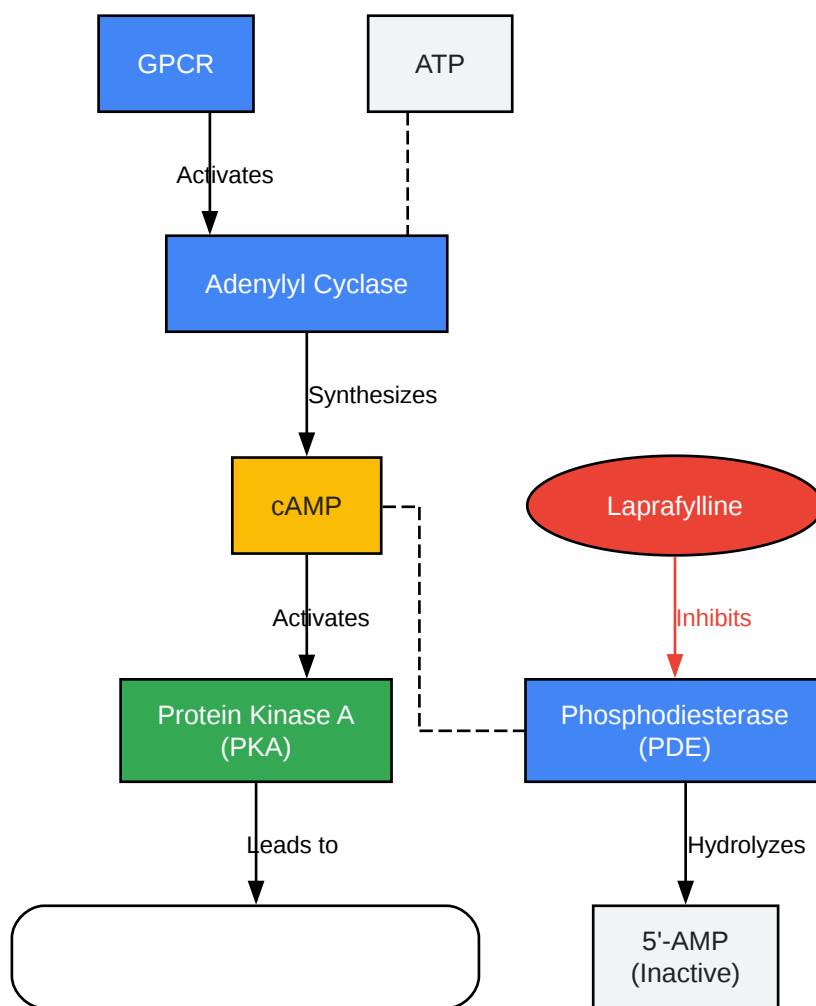 GPCR
ATP
Activates
Adenylyl Cyclase
Synthesizes
cAMP
Laprafylline
Activates
Inhibits
Protein Kinase A
(PKA)
Phosphodiesterase
(PDE)
Leads to
Hydrolyzes
5'-AMP
(Inactive)